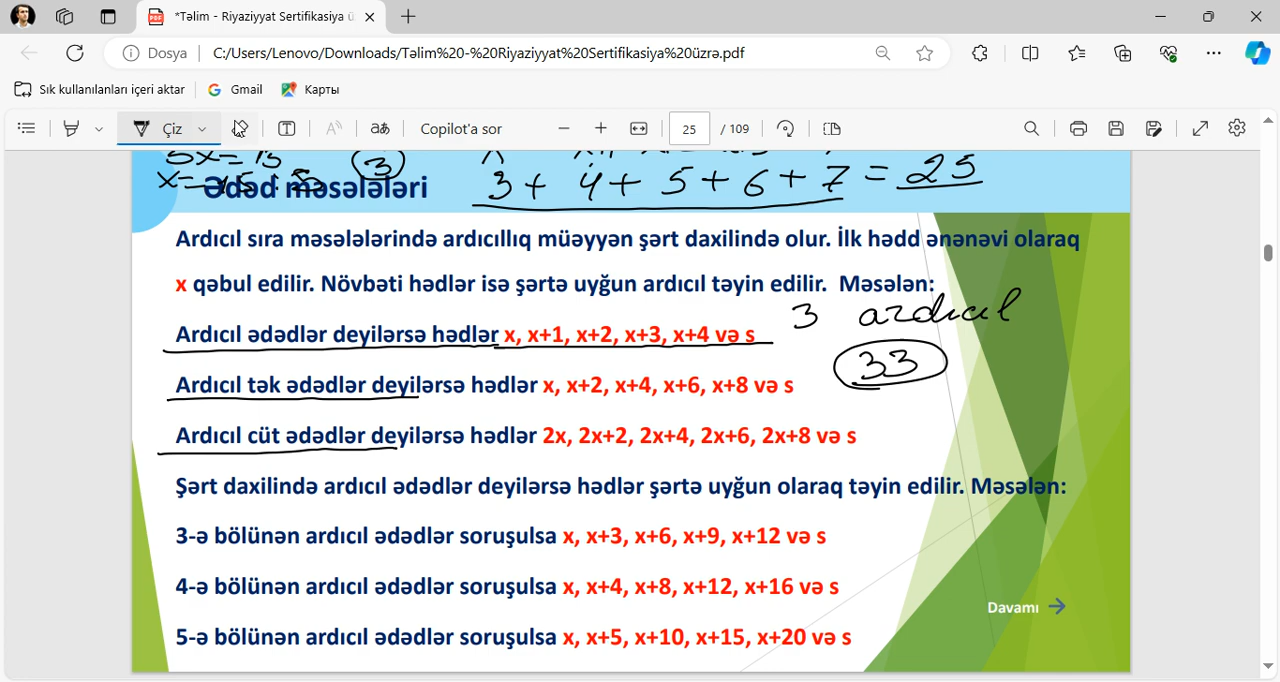 *Təlim - Riyaziyyat Sertifikasiya ü
Dosya
C:/Users/Lenovo/Downloads/Təlim%20-%20Riyaziyyat%20Sertifikasiya%20üzrə.pdf
Sık kullanılanları içeri aktar
Gmail
Карты
Çiz
T
aあ
Copilot'a sor
25 / 109
5x=15
3
x=15:5
Ədəd məsələləri
3+ 4+ 5+6+7=25
Ardıcıl sıra məsələlərində ardıcıllıq müəyyən şərt daxilində olur. İlk hədd ənənəvi olaraq
x qəbul edilir. Növbəti hədlər isə şərtə uyğun ardıcıl təyin edilir. Məsələn:
3 ardıcıl
Ardıcıl ədədlər deyilərsə hədlər x, x+1, x+2, x+3, x+4 və s
33
Ardıcıl tək ədədlər deyilərsə hədlər x, x+2, x+4, x+6, x+8 və s
Ardıcıl cüt ədədlər deyilərsə hədlər 2x, 2x+2, 2x+4, 2x+6, 2x+8 və s
Şərt daxilində ardıcıl ədədlər deyilərsə hədlər şərtə uyğun olaraq təyin edilir. Məsələn:
3-ə bölünən ardıcıl ədədlər soruşulsa x, x+3, x+6, x+9, x+12 və s
4-ə bölünən ardıcıl ədədlər soruşulsa x, x+4, x+8, x+12, x+16 və s
Davamı
5-ə bölünən ardıcıl ədədlər soruşulsa x, x+5, x+10, x+15, x+20 və s